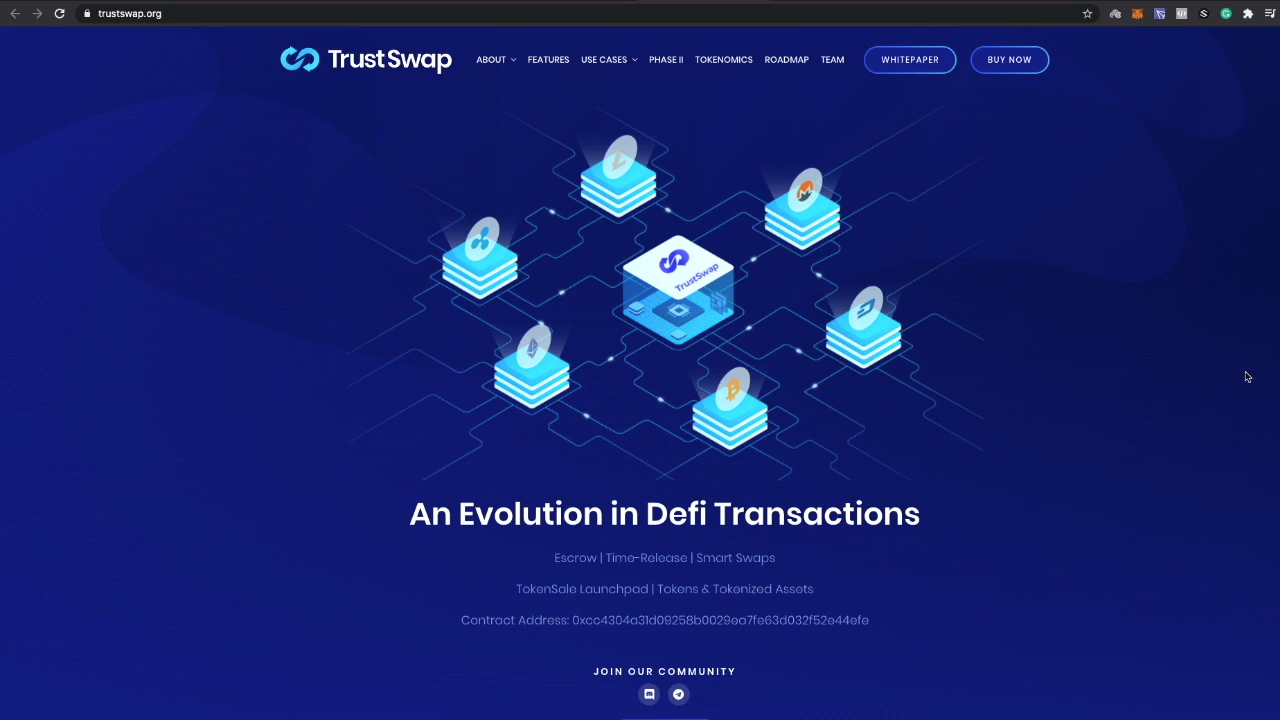 trustswap.org
TrustSwap
ABOUT
FEATURES
USE CASES
PHASE II
TOKENOMICS
ROADMAP
TEAM
WHITEPAPER
BUY NOW
TrustSwap
An Evolution in Defi Transactions
Escrow | Time-Release | Smart Swaps
TokenSale Launchpad | Tokens & Tokenized Assets
Contract Address: 0xcc4304a31d09258b0029ea7fe63d032f52e44efe
JOIN OUR COMMUNITY